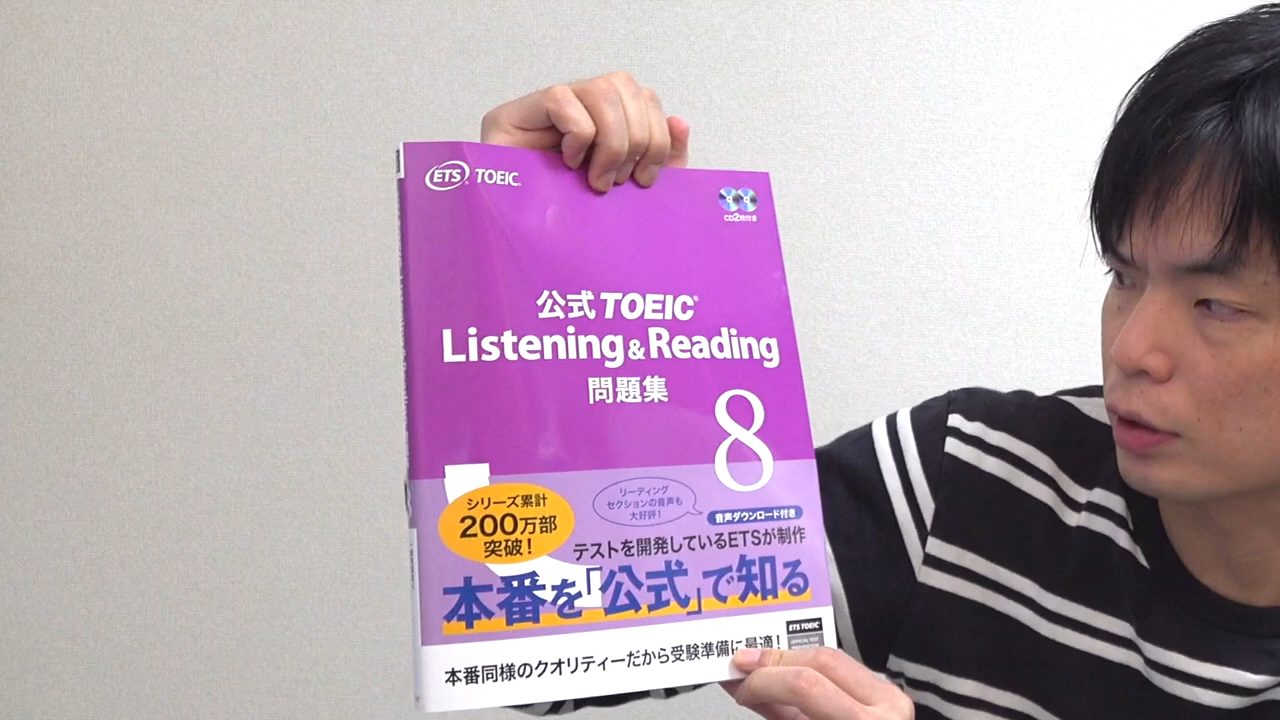 ETS TOEIC®
CD2枚付き
公式 TOEIC®
Listening & Reading
問題集
8
シリーズ累計
200万部
突破!
リーディング
セクションの音声も
大好評!
音声ダウンロード付き
テストを開発しているETSが制作
本番を「公式」で知る
本番同様のクオリティーだから受験準備に最適!
ETS TOEIC
OFFICIAL TEST